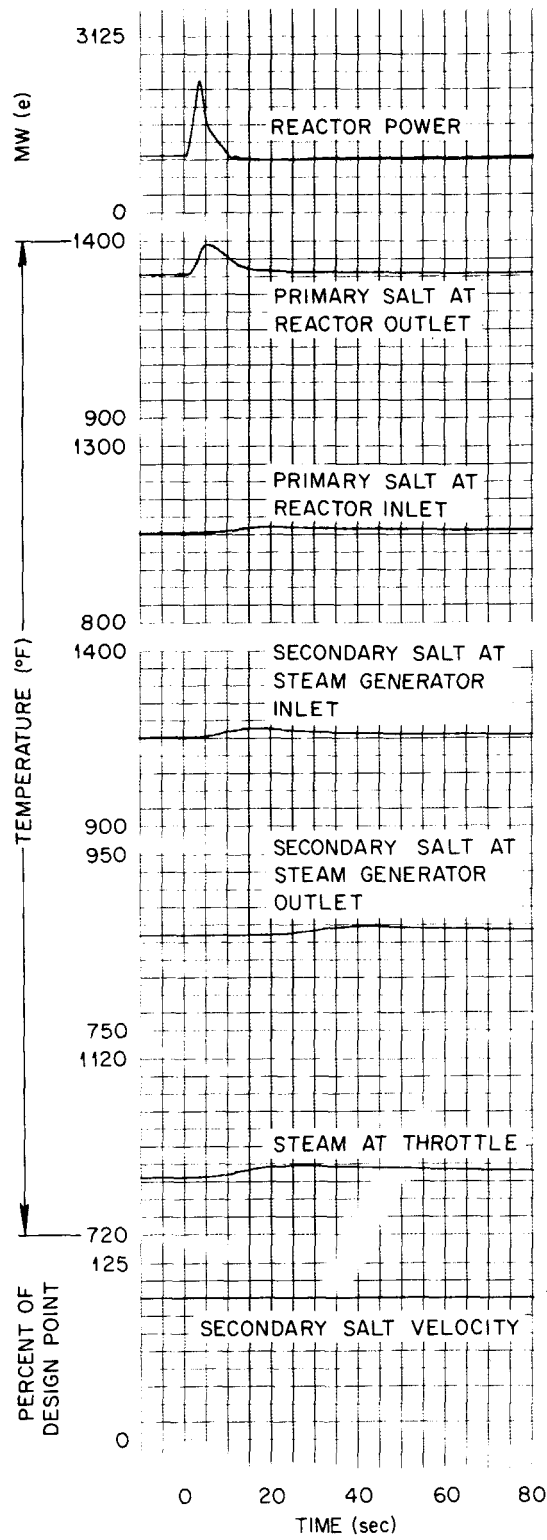 3125
MW (e)
REACTOR POWER
0
1400
PRIMARY SALT AT
REACTOR OUTLET
900
1300
PRIMARY SALT AT
REACTOR INLET
800
1400
SECONDARY SALT AT
STEAM GENERATOR
INLET
TEMPERATURE (°F)
900
950
SECONDARY SALT AT
STEAM GENERATOR
OUTLET
750
1120
STEAM AT THROTTLE
720
125
PERCENT OF
DESIGN POINT
SECONDARY SALT VELOCITY
0
0 20 40 60 80
TIME (sec)